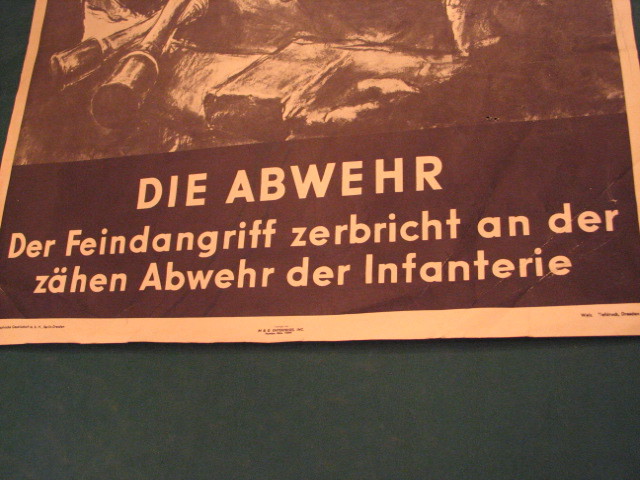 DIE ABWEHR
Der Feindangriff zerbricht an der
zähen Abwehr der Infanterie